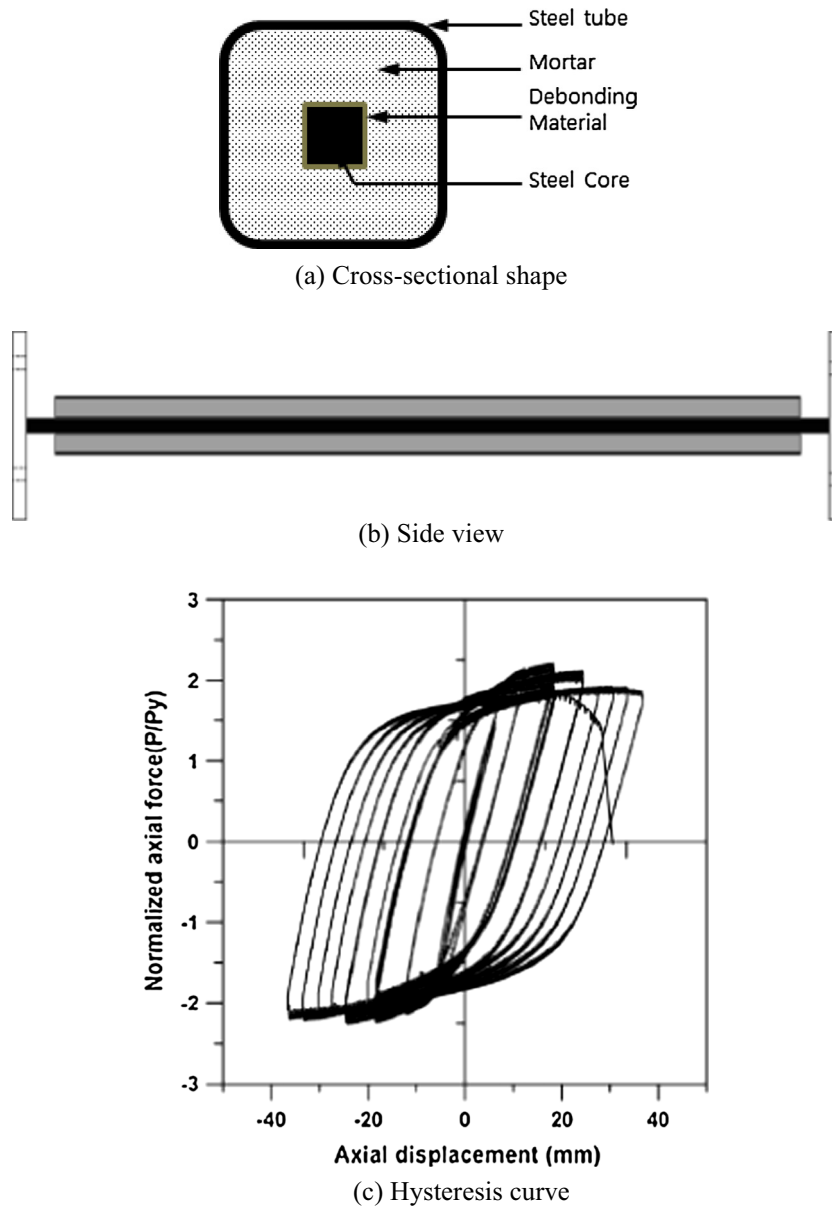 Steel tube
Mortar
Debonding
Material
Steel Core
(a) Cross-sectional shape
(b) Side view
3
2
1
0
-1
-2
-3
Normalized axial force(P/Py)
-40 -20 0 20 40
Axial displacement (mm)
(c) Hysteresis curve